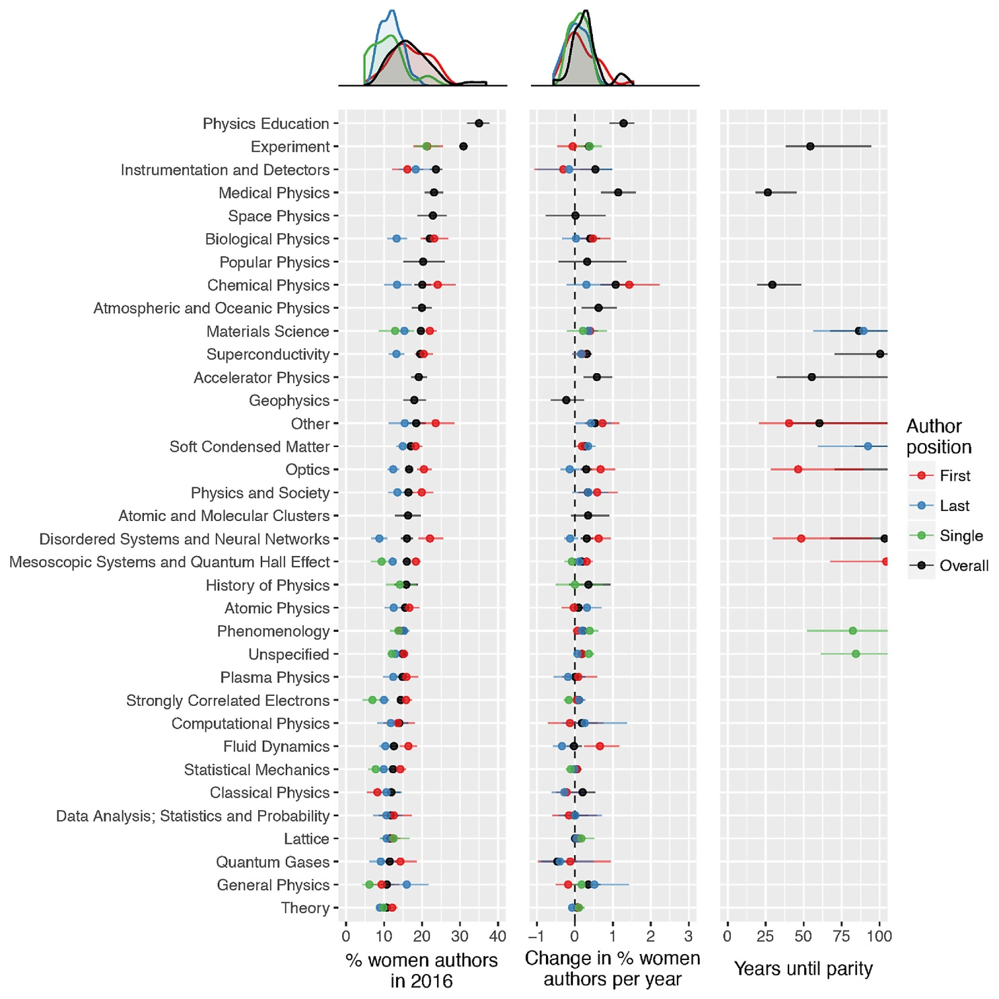 Physics Education
Experiment
Instrumentation and Detectors
Medical Physics
Space Physics
Biological Physics
Popular Physics
Chemical Physics
Atmospheric and Oceanic Physics
Materials Science
Superconductivity
Accelerator Physics
Geophysics
Other
Soft Condensed Matter
Optics
Physics and Society
Atomic and Molecular Clusters
Disordered Systems and Neural Networks
Mesoscopic Systems and Quantum Hall Effect
History of Physics
Atomic Physics
Phenomenology
Unspecified
Plasma Physics
Strongly Correlated Electrons
Computational Physics
Fluid Dynamics
Statistical Mechanics
Classical Physics
Data Analysis; Statistics and Probability
Lattice
Quantum Gases
General Physics
Theory
0 10 20 30 40
% women authors
in 2016
−1 0 1 2 3
Change in % women
authors per year
0 25 50 75 100
Years until parity
Author
position
First
Last
Single
Overall